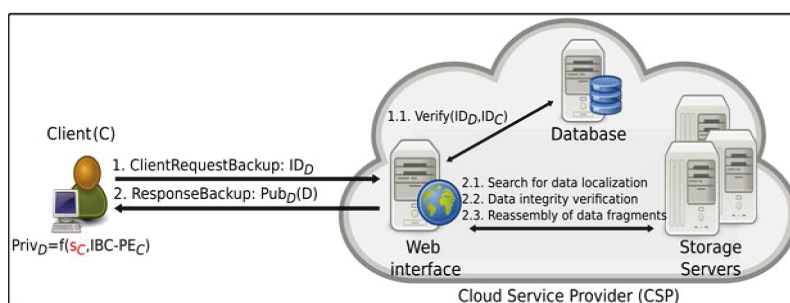 Client(C)
1. ClientRequestBackup: ID_D
2. ResponseBackup: Pub_D(D)
Priv_D=f(s_C,IBC-PE_C)
1.1. Verify(ID_D,ID_C)
Database
2.1. Search for data localization
2.2. Data integrity verification
2.3. Reassembly of data fragments
Web
interface
Storage
Servers
Cloud Service Provider (CSP)